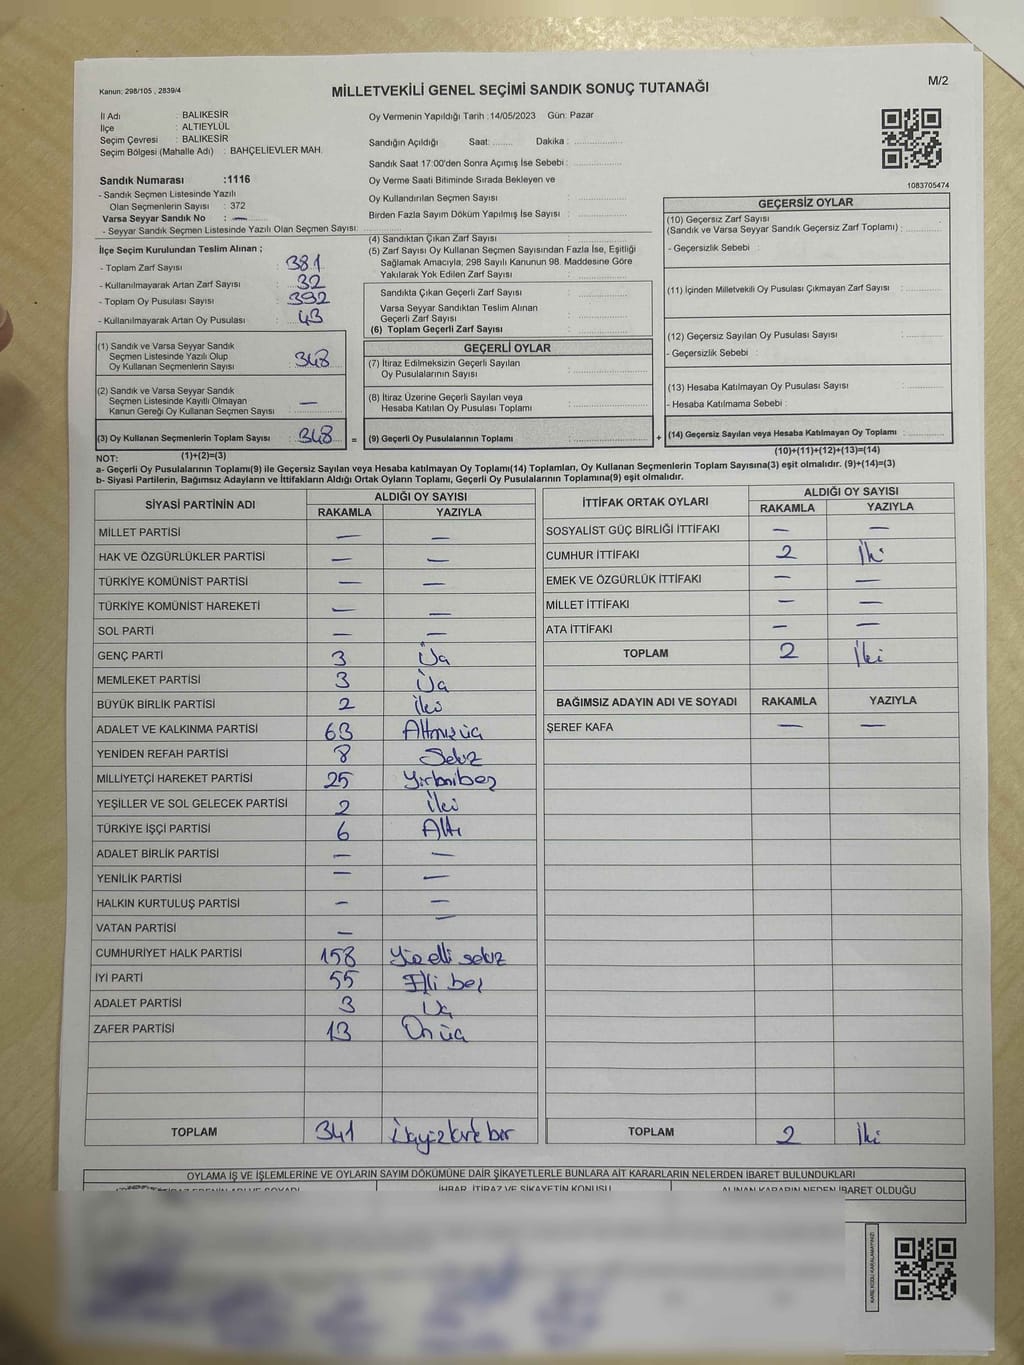 Kanun: 298/105 , 2839/4
MİLLETVEKİLİ GENEL SEÇİMİ SANDIK SONUÇ TUTANAĞI
M/2
İl Adı : BALIKESİR
İlçe : ALTIEYLÜL
Seçim Çevresi : BALIKESİR
Seçim Bölgesi (Mahalle Adı) : BAHÇELİEVLER MAH.
Oy Vermenin Yapıldığı Tarih :14/05/2023 Gün: Pazar
Sandığın Açıldığı Saat: ........ Dakika : ....................
Sandık Saat 17:00'den Sonra Açımış İse Sebebi : ....................
Oy Verme Saati Bitiminde Sırada Bekleyen ve
Oy Kullandırılan Seçmen Sayısı : ....................
Birden Fazla Sayım Döküm Yapılmış İse Sayısı : ....................
1083705474
Sandık Numarası :1116
- Sandık Seçmen Listesinde Yazılı
Olan Seçmenlerin Sayısı : 372
Varsa Seyyar Sandık No : —
- Seyyar Sandık Seçmen Listesinde Yazılı Olan Seçmen Sayısı: ....................
İlçe Seçim Kurulundan Teslim Alınan ;
- Toplam Zarf Sayısı : 381
- Kullanılmayarak Artan Zarf Sayısı : 32
- Toplam Oy Pusulası Sayısı : 392
- Kullanılmayarak Artan Oy Pusulası : 43
(1) Sandık ve Varsa Seyyar Sandık
Seçmen Listesinde Yazılı Olup
Oy Kullanan Seçmenlerin Sayısı : 348
(2) Sandık ve Varsa Seyyar Sandık
Seçmen Listesinde Kayıtlı Olmayan
Kanun Gereği Oy Kullanan Seçmen Sayısı : —
(3) Oy Kullanan Seçmenlerin Toplam Sayısı : 348
(1)+(2)=(3)
(4) Sandıktan Çıkan Zarf Sayısı : ....................
(5) Zarf Sayısı Oy Kullanan Seçmen Sayısından Fazla İse, Eşitliği
Sağlamak Amacıyla, 298 Sayılı Kanunun 98. Maddesine Göre
Yakılarak Yok Edilen Zarf Sayısı : ....................
Sandıkta Çıkan Geçerli Zarf Sayısı : ....................
Varsa Seyyar Sandıktan Teslim Alınan
Geçerli Zarf Sayısı : ....................
(6) Toplam Geçerli Zarf Sayısı : ....................
GEÇERLİ OYLAR
(7) İtiraz Edilmeksizin Geçerli Sayılan
Oy Pusulalarının Sayısı : ....................
(8) İtiraz Üzerine Geçerli Sayılan veya
Hesaba Katılan Oy Pusulası Toplamı : ....................
= (9) Geçerli Oy Pusulalarının Toplamı : ....................
GEÇERSİZ OYLAR
(10) Geçersiz Zarf Sayısı
(Sandık ve Varsa Seyyar Sandık Geçersiz Zarf Toplamı) : ............
- Geçersizlik Sebebi :
(11) İçinden Milletvekili Oy Pusulası Çıkmayan Zarf Sayısı : ............
(12) Geçersiz Sayılan Oy Pusulası Sayısı : ............
- Geçersizlik Sebebi :
(13) Hesaba Katılmayan Oy Pusulası Sayısı : ............
- Hesaba Katılmama Sebebi :
+ (14) Geçersiz Sayılan veya Hesaba Katılmayan Oy Toplamı : ............
(10)+(11)+(12)+(13)=(14)
NOT:
a- Geçerli Oy Pusulalarının Toplamı(9) ile Geçersiz Sayılan veya Hesaba katılmayan Oy Toplamı(14) Toplamları, Oy Kullanan Seçmenlerin Toplam Sayısına(3) eşit olmalıdır. (9)+(14)=(3)
b- Siyasi Partilerin, Bağımsız Adayların ve İttifakların Aldığı Ortak Oyların Toplamı, Geçerli Oy Pusulalarının Toplamına(9) eşit olmalıdır.
SİYASİ PARTİNİN ADI ALDIĞI OY SAYISI
RAKAMLA YAZIYLA
MİLLET PARTİSİ — —
HAK VE ÖZGÜRLÜKLER PARTİSİ — —
TÜRKİYE KOMÜNİST PARTİSİ — —
TÜRKİYE KOMÜNİST HAREKETİ — —
SOL PARTİ — —
GENÇ PARTİ 3 Üç
MEMLEKET PARTİSİ 3 Üç
BÜYÜK BİRLİK PARTİSİ 2 İki
ADALET VE KALKINMA PARTİSİ 63 Altmışüç
YENİDEN REFAH PARTİSİ 8 Sekiz
MİLLİYETÇİ HAREKET PARTİSİ 25 Yirmibeş
YEŞİLLER VE SOL GELECEK PARTİSİ 2 İki
TÜRKİYE İŞÇİ PARTİSİ 6 Altı
ADALET BİRLİK PARTİSİ — —
YENİLİK PARTİSİ — —
HALKIN KURTULUŞ PARTİSİ — —
VATAN PARTİSİ — —
CUMHURİYET HALK PARTİSİ 158 Yüz elli sekiz
İYİ PARTİ 55 Elli beş
ADALET PARTİSİ 3 Üç
ZAFER PARTİSİ 13 On üç
TOPLAM 341 Üçyüz kırk bir
İTTİFAK ORTAK OYLARI ALDIĞI OY SAYISI
RAKAMLA YAZIYLA
SOSYALİST GÜÇ BİRLİĞİ İTTİFAKI — —
CUMHUR İTTİFAKI 2 İki
EMEK VE ÖZGÜRLÜK İTTİFAKI — —
MİLLET İTTİFAKI — —
ATA İTTİFAKI — —
TOPLAM 2 İki
BAĞIMSIZ ADAYIN ADI VE SOYADI RAKAMLA YAZIYLA
ŞEREF KAFA — —
TOPLAM 2 İki
OYLAMA İŞ VE İŞLEMLERİNE VE OYLARIN SAYIM DÖKÜMÜNE DAİR ŞİKAYETLERLE BUNLARA AİT KARARLARIN NELERDEN İBARET BULUNDUKLARI
İHBAR, İTİRAZ VE ŞİKAYETİN KONUSU
ALINAN KARARIN NEDEN İBARET OLDUĞU
KARE KODU KARALAMAYINIZ!